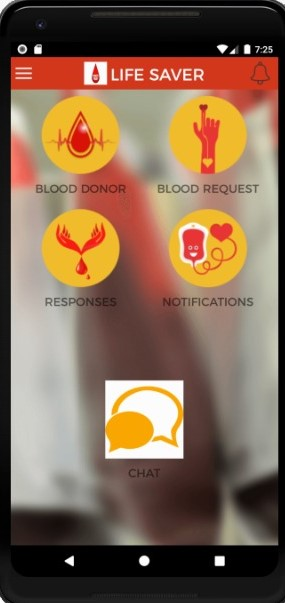 7:25
LIFE SAVER
BLOOD DONOR BLOOD REQUEST
RESPONSES NOTIFICATIONS
CHAT